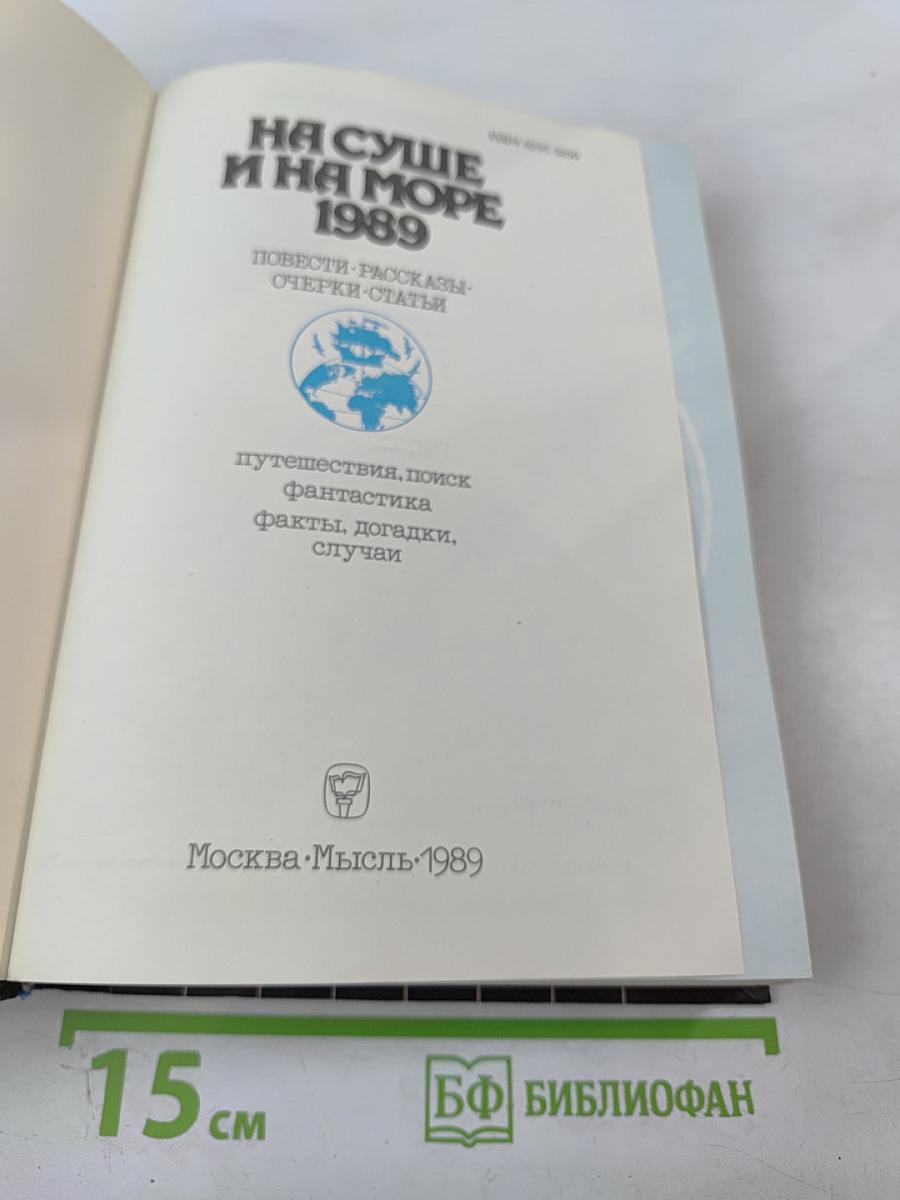 НА СУШЕ
И НА МОРЕ
1989
ПОВЕСТИ·РАССКАЗЫ·
ОЧЕРКИ·СТАТЬИ
путешествия, поиск
фантастика
факты, догадки,
случаи
Москва·Мысль·1989
15 см
БФ БИБЛИОФАН